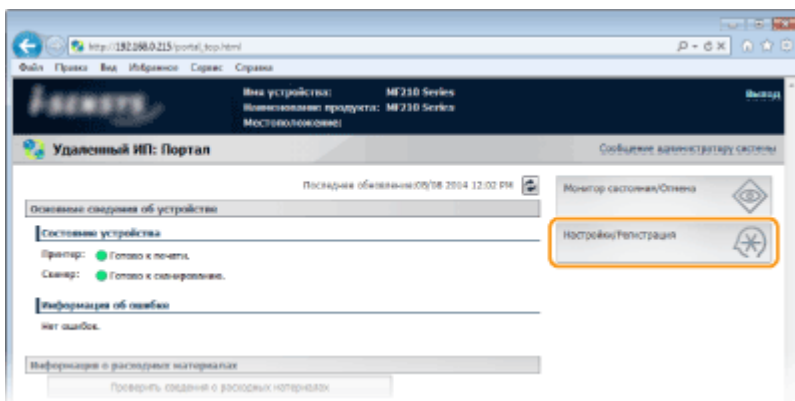 http://192.168.0.215/portal_top.html
Файл Правка Вид Избранное Сервис Справка
Имя устройства: MF210 Series
Наименование продукта: MF210 Series
Местоположение:
Выход
Удаленный ИП: Портал
Сообщение администратору системы
Последнее обновление:08/08 2014 12:02 PM
Монитор состояния/Отмена
Основные сведения об устройстве
Состояние устройства
Настройки/Регистрация
Принтер: Готово к печати.
Сканер: Готово к сканированию.
Информация об ошибке
Нет ошибок.
Информация о расходных материалах
Проверить сведения о расходных материалах